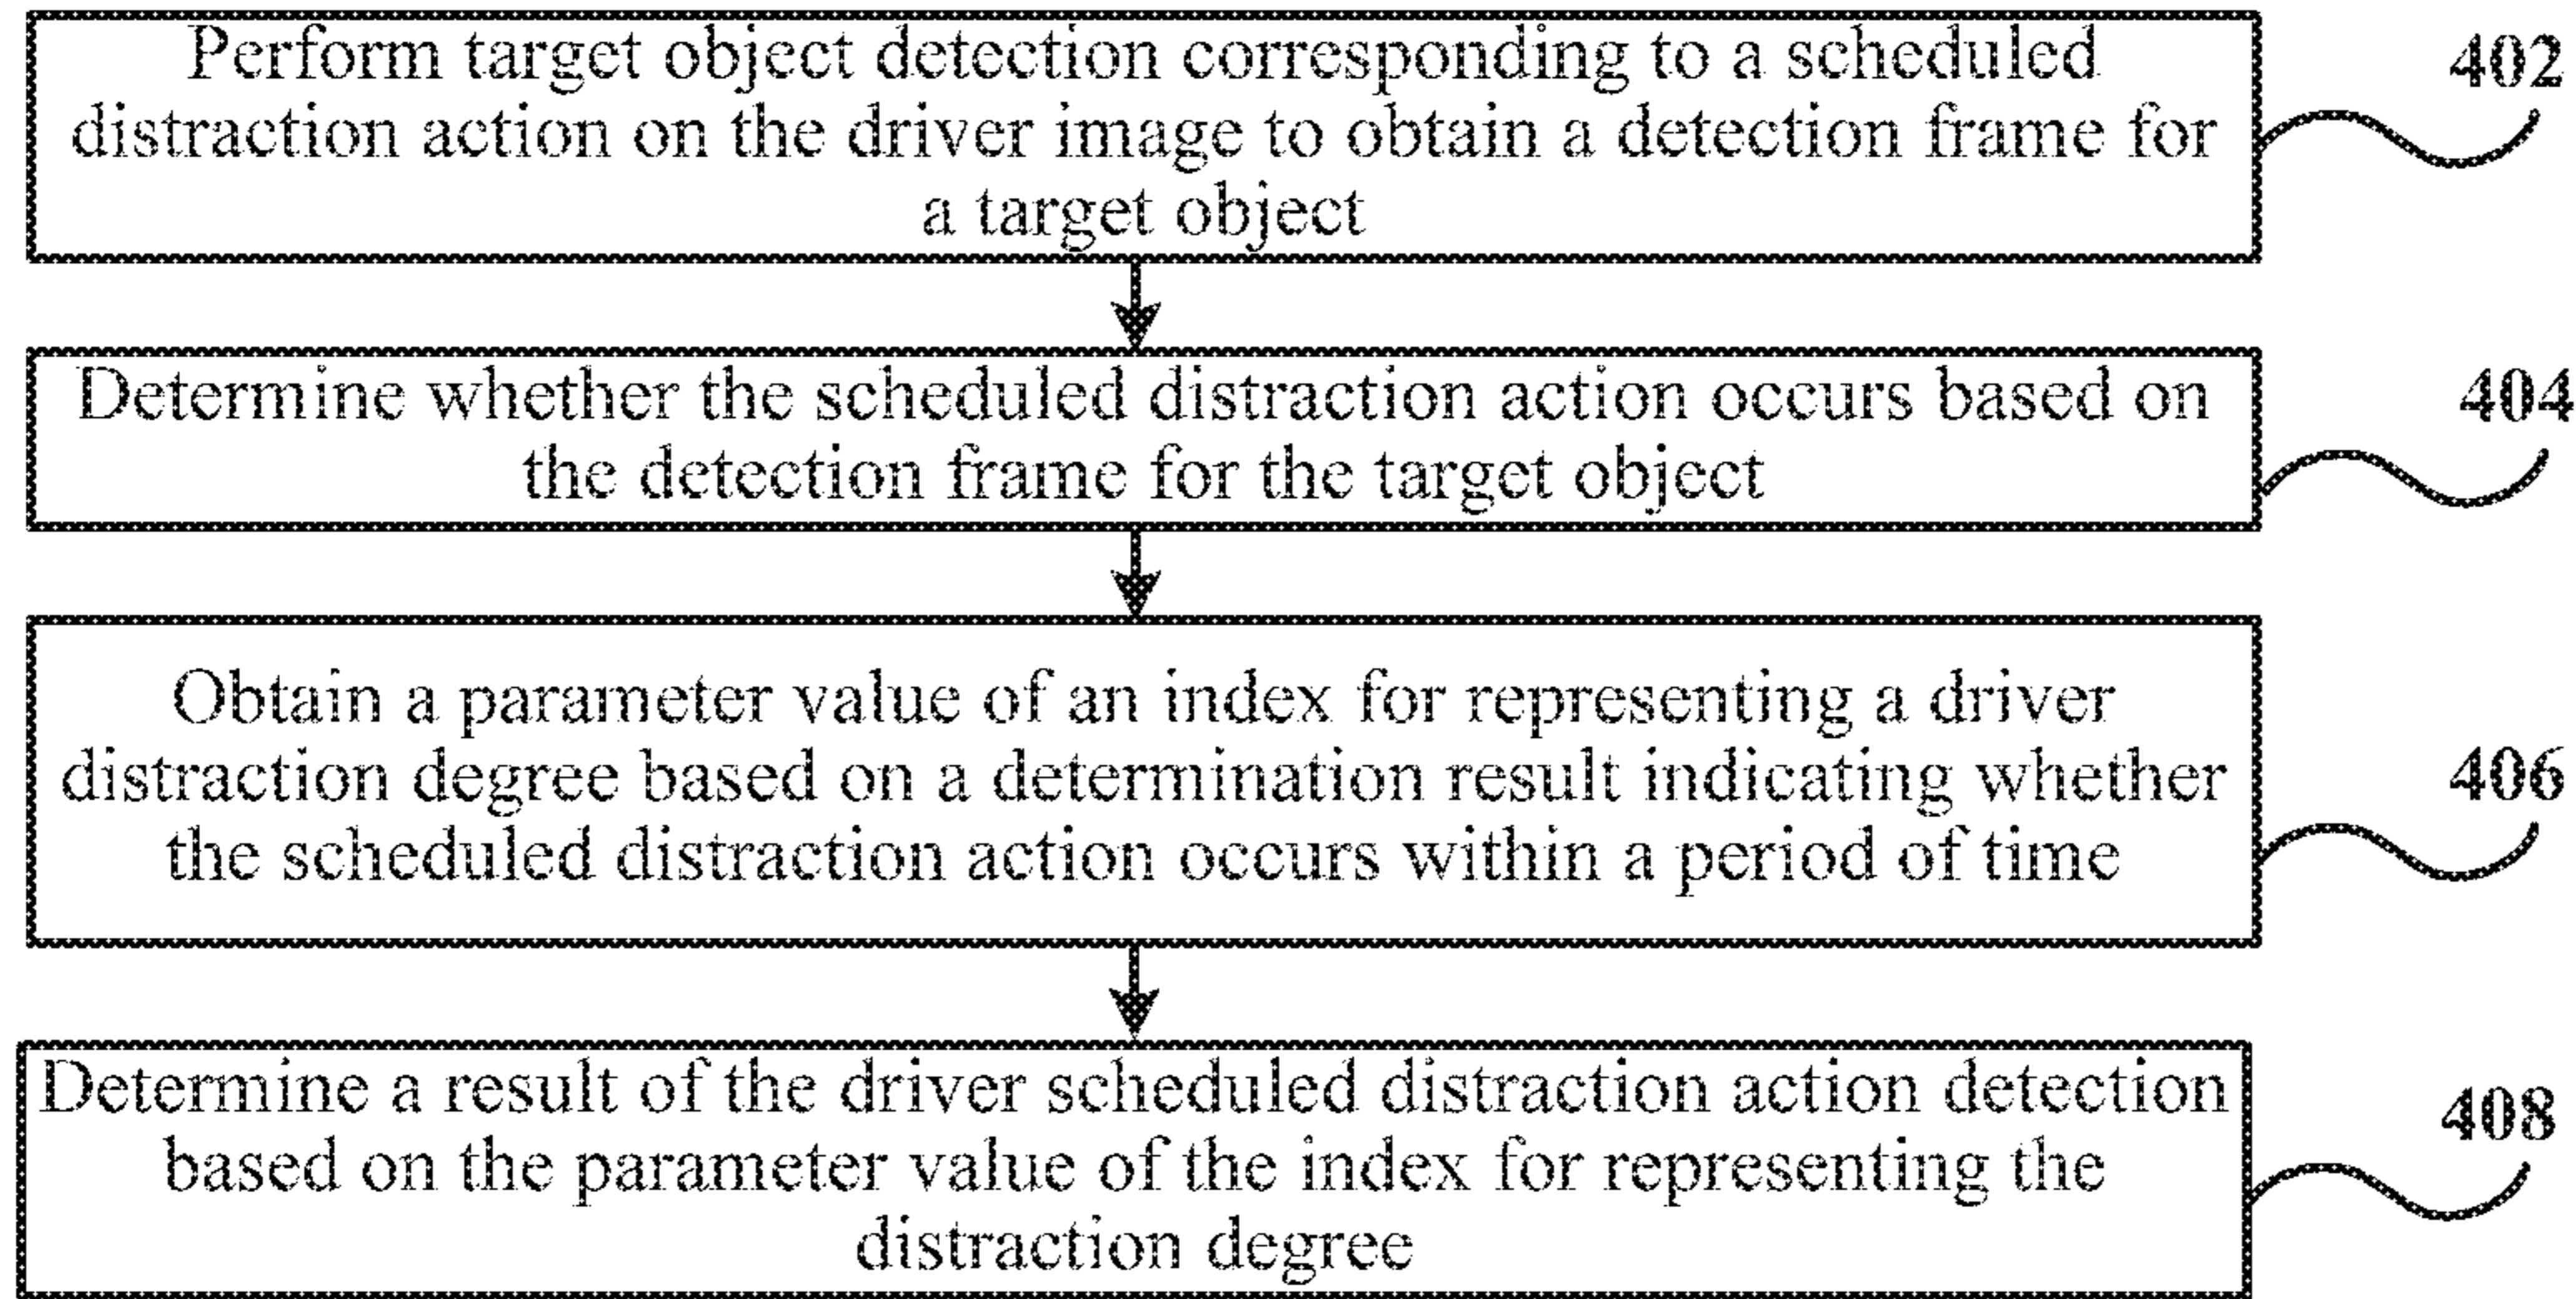 Perform target object detection corresponding to a scheduled
distraction action on the driver image to obtain a detection frame for
a target object
402
Determine whether the scheduled distraction action occurs based on
the detection frame for the target object
404
Obtain a parameter value of an index for representing a driver
distraction degree based on a determination result indicating whether
the scheduled distraction action occurs within a period of time
406
Determine a result of the driver scheduled distraction action detection
based on the parameter value of the index for representing the
distraction degree
408